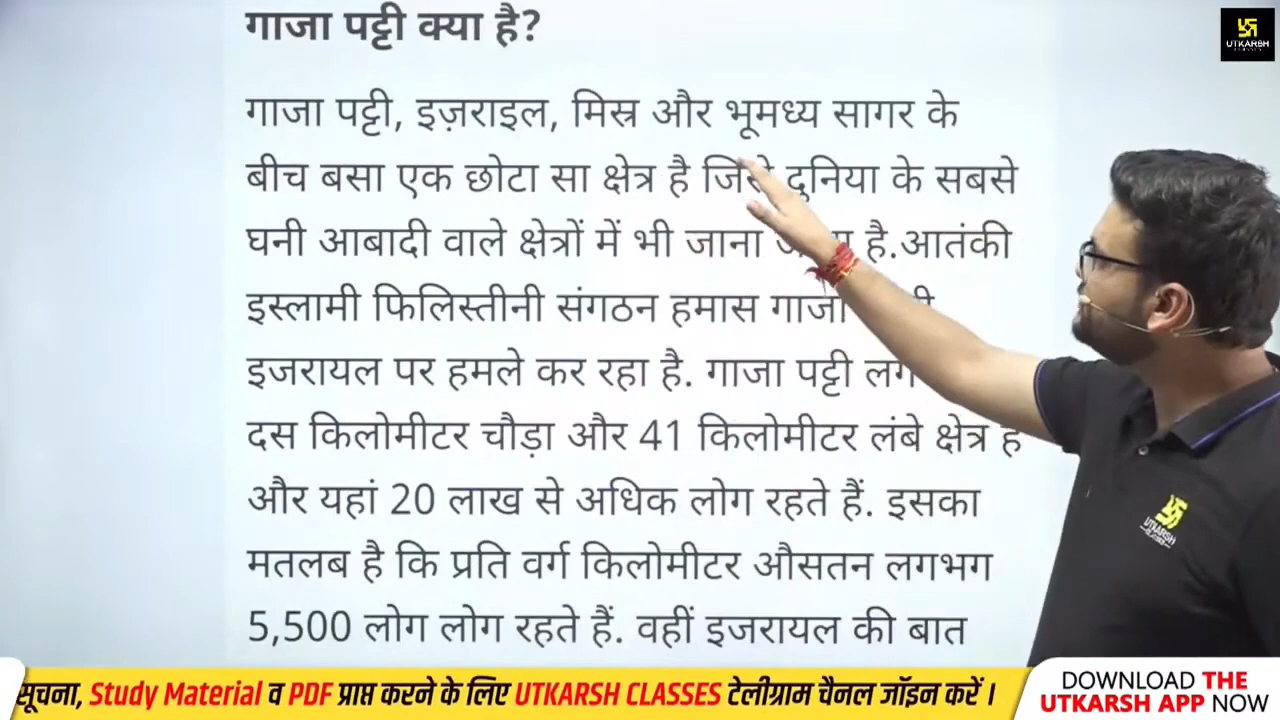 गाजा पट्टी क्या है?
UTKARSH
CLASSES
गाजा पट्टी, इज़राइल, मिस्र और भूमध्य सागर के
बीच बसा एक छोटा सा क्षेत्र है जिसे दुनिया के सबसे
घनी आबादी वाले क्षेत्रों में भी जाना है.आतंकी
इस्लामी फिलिस्तीनी संगठन हमास गाजा
इजरायल पर हमले कर रहा है. गाजा पट्टी
दस किलोमीटर चौड़ा और 41 किलोमीटर लंबे क्षेत्र
और यहां 20 लाख से अधिक लोग रहते हैं. इसका
मतलब है कि प्रति वर्ग किलोमीटर औसतन लगभग
5,500 लोग लोग रहते हैं. वहीं इजरायल की बात
UTKARSH
CLASSES
सूचना, Study Material व PDF प्राप्त करने के लिए UTKARSH CLASSES टेलीग्राम चैनल जॉइन करें ।
DOWNLOAD THE
UTKARSH APP NOW